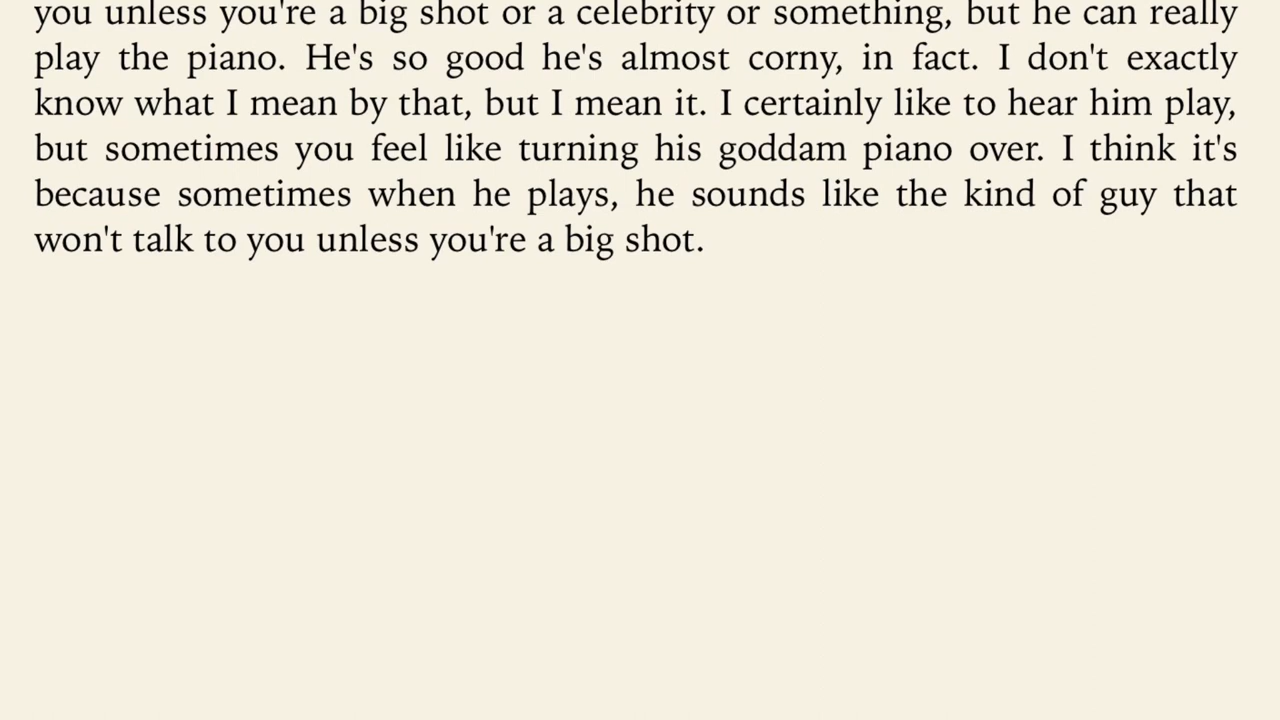 you unless you're a big shot or a celebrity or something, but he can really
play the piano. He's so good he's almost corny, in fact. I don't exactly
know what I mean by that, but I mean it. I certainly like to hear him play,
but sometimes you feel like turning his goddam piano over. I think it's
because sometimes when he plays, he sounds like the kind of guy that
won't talk to you unless you're a big shot.